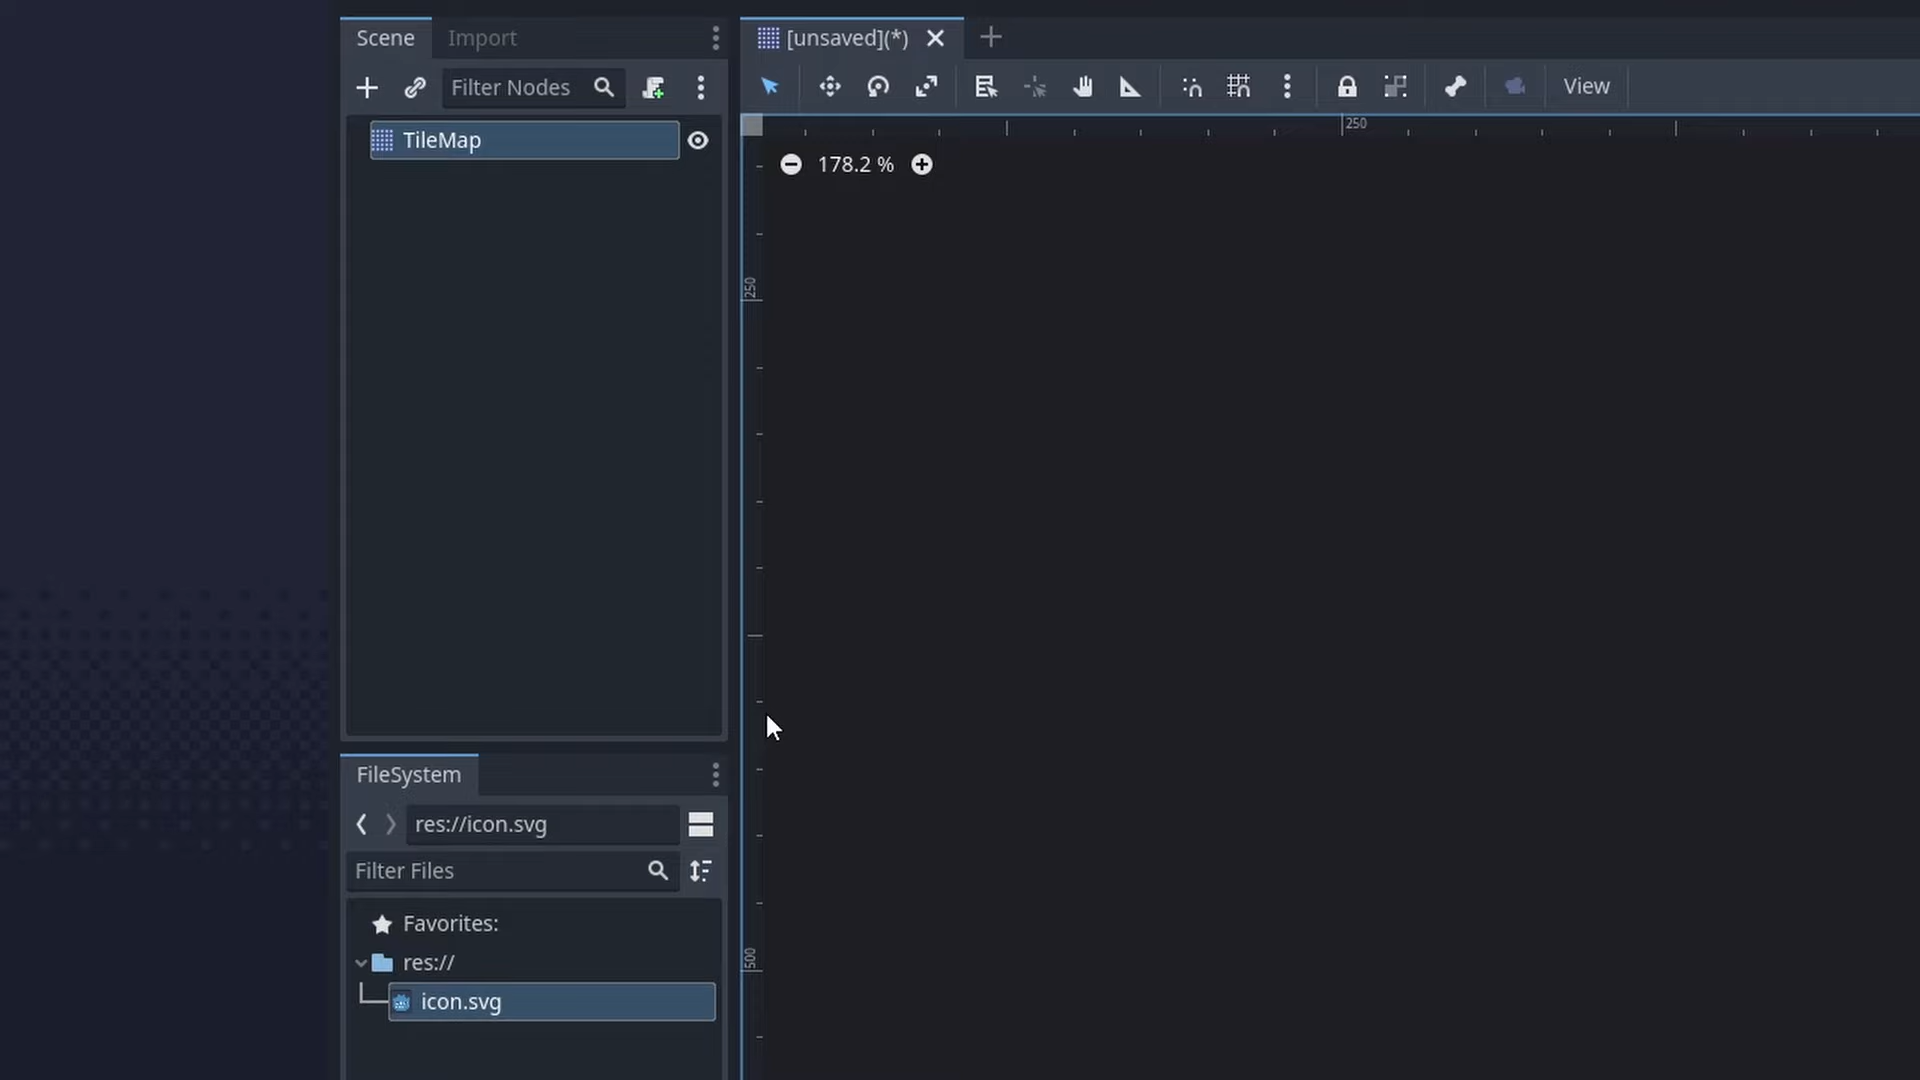 Scene Import
[unsaved](*)
Filter Nodes
View
TileMap
250
178.2 %
250
500
FileSystem
res://icon.svg
Filter Files
Favorites:
res://
icon.svg